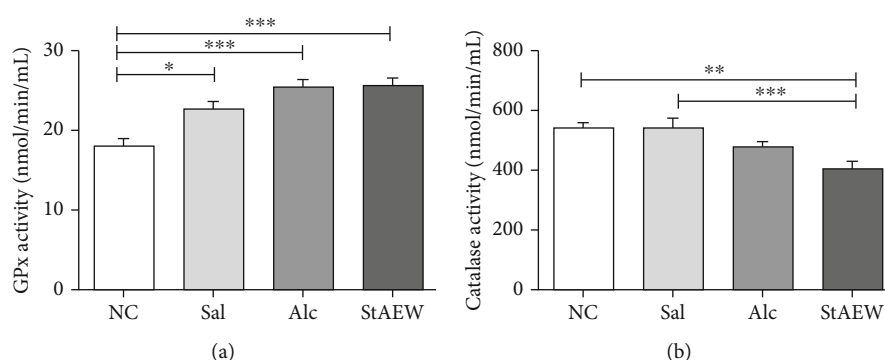 GPx activity (nmol/min/mL)
30
20
10
0
***
***
*
NC Sal Alc StAEW
(a)
Catalase activity (nmol/min/mL)
800
600
400
200
0
**
***
NC Sal Alc StAEW
(b)